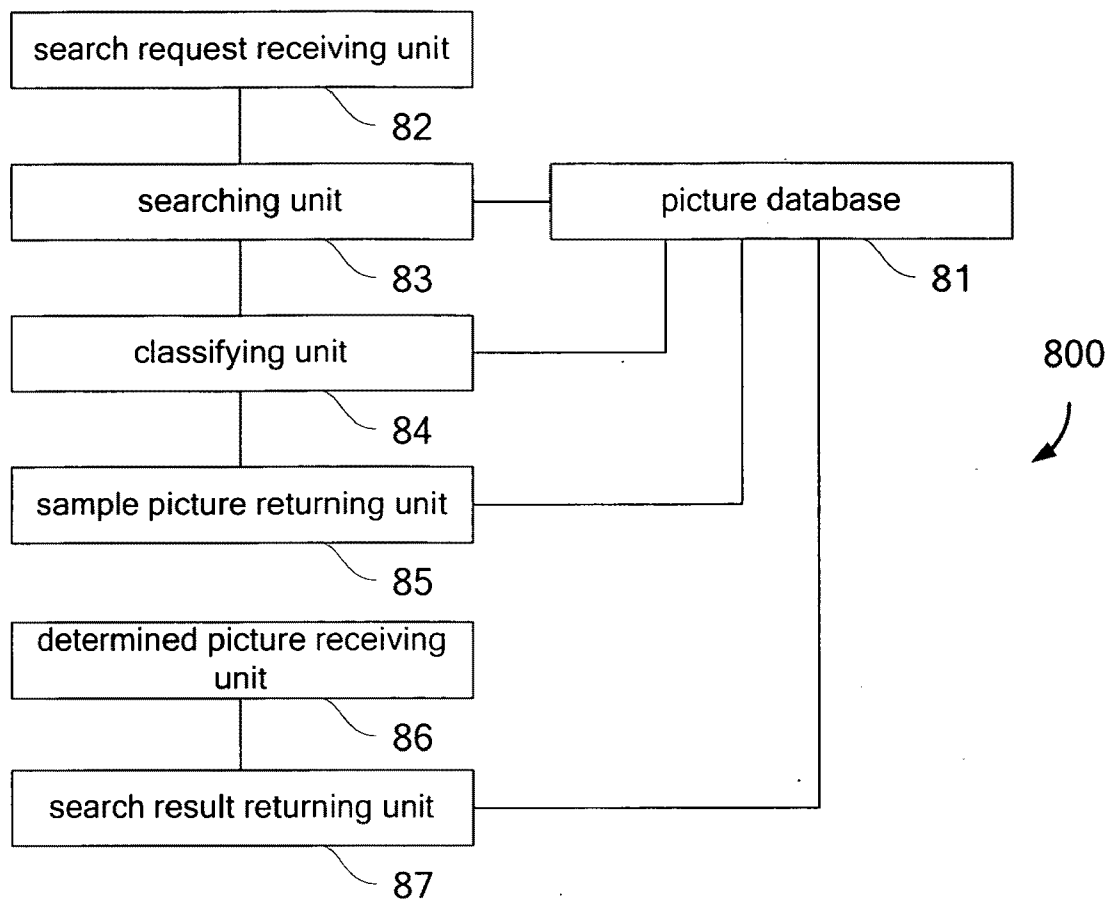 search request receiving unit
82
searching unit
picture database
83
81
classifying unit
800
84
sample picture returning unit
85
determined picture receiving
unit
86
search result returning unit
87